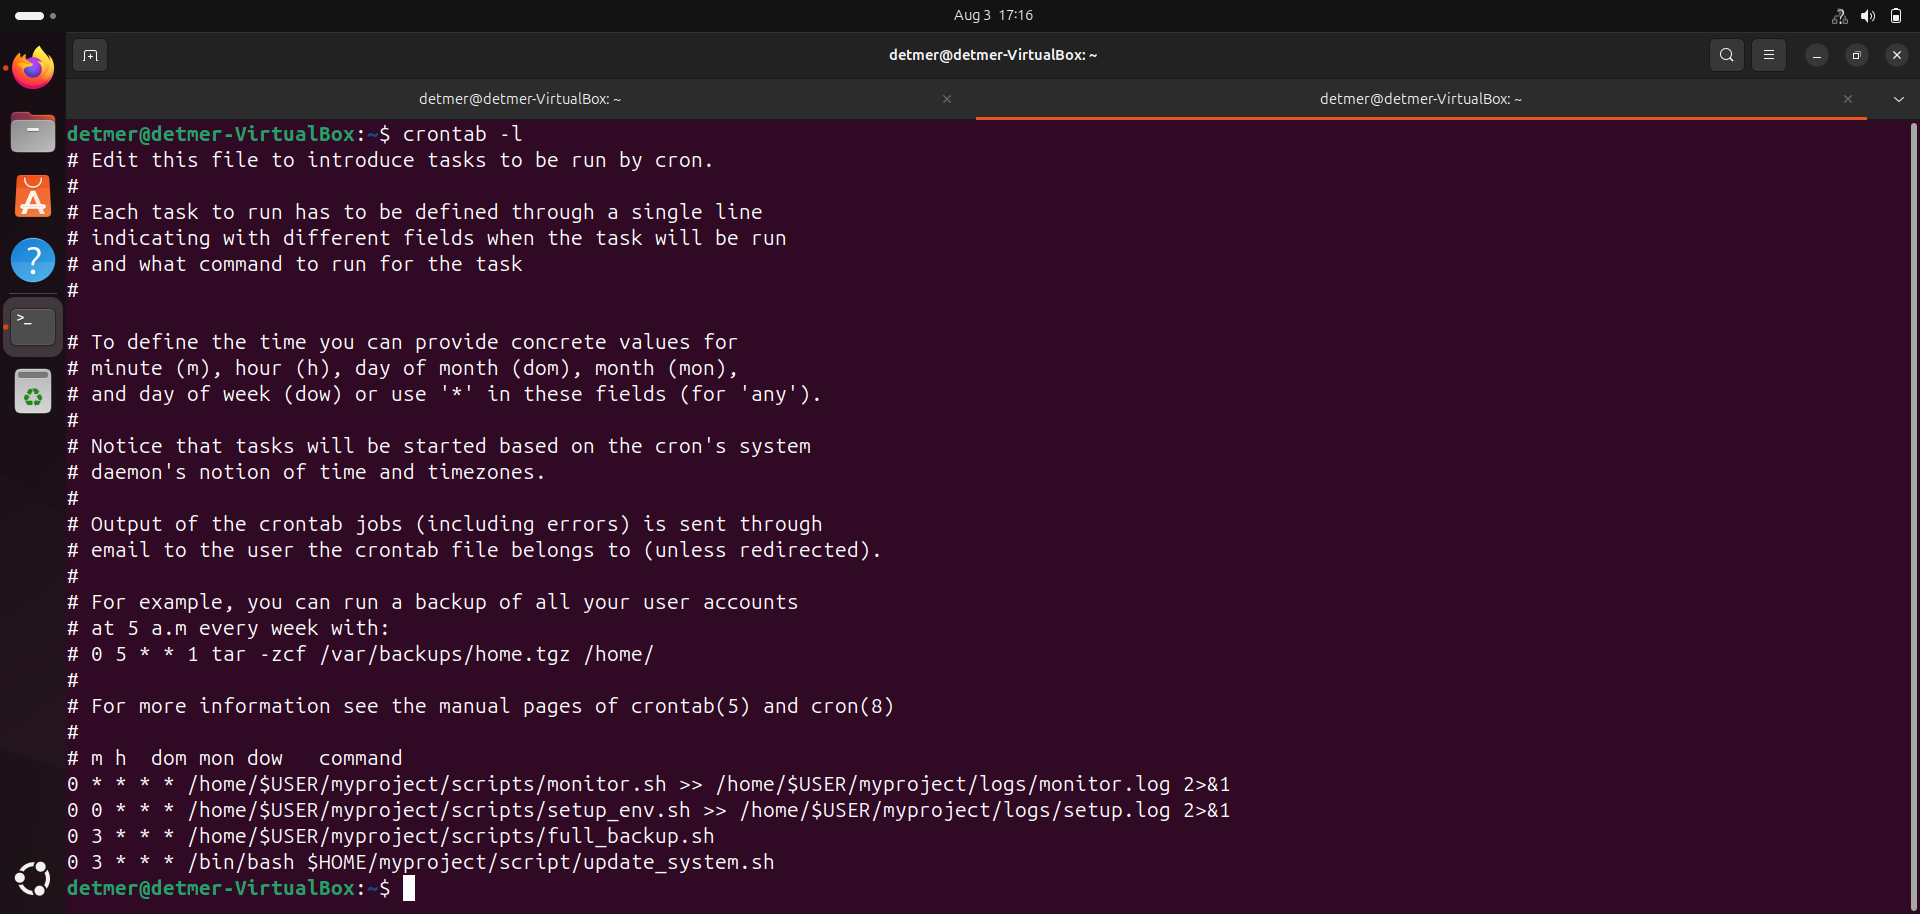 Aug 3 17:16
detmer@detmer-VirtualBox: ~
detmer@detmer-VirtualBox: ~
detmer@detmer-VirtualBox: ~
detmer@detmer-VirtualBox:~$ crontab -l
# Edit this file to introduce tasks to be run by cron.
#
# Each task to run has to be defined through a single line
# indicating with different fields when the task will be run
# and what command to run for the task
#
# To define the time you can provide concrete values for
# minute (m), hour (h), day of month (dom), month (mon),
# and day of week (dow) or use '*' in these fields (for 'any').
#
# Notice that tasks will be started based on the cron's system
# daemon's notion of time and timezones.
#
# Output of the crontab jobs (including errors) is sent through
# email to the user the crontab file belongs to (unless redirected).
#
# For example, you can run a backup of all your user accounts
# at 5 a.m every week with:
# 0 5 * * 1 tar -zcf /var/backups/home.tgz /home/
#
# For more information see the manual pages of crontab(5) and cron(8)
#
# m h  dom mon dow   command
0 * * * * /home/$USER/myproject/scripts/monitor.sh >> /home/$USER/myproject/logs/monitor.log 2>&1
0 0 * * * /home/$USER/myproject/scripts/setup_env.sh >> /home/$USER/myproject/logs/setup.log 2>&1
0 3 * * * /home/$USER/myproject/scripts/full_backup.sh
0 3 * * * /bin/bash $HOME/myproject/script/update_system.sh
detmer@detmer-VirtualBox:~$